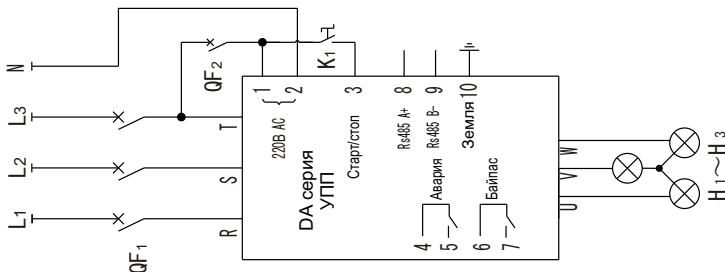 N
L3
L2
L1
QF2
QF1
K1
1
2
3
8
9
10
T
S
R
220В AC
Старт/стоп
Rs485 A+
Rs485 B-
Земля
DA серия
УПП
Авария
Байпас
4
5
6
7
W
V
U
H1~H3